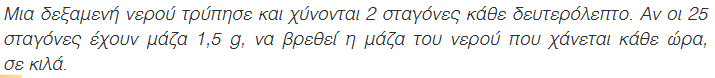 Μια δεξαμενή νερού τρύπησε και χύνονται 2 σταγόνες κάθε δευτερόλεπτο. Αν οι 25
σταγόνες έχουν μάζα 1,5 g, να βρεθεί η μάζα του νερού που χάνεται κάθε ώρα,
σε κιλά.